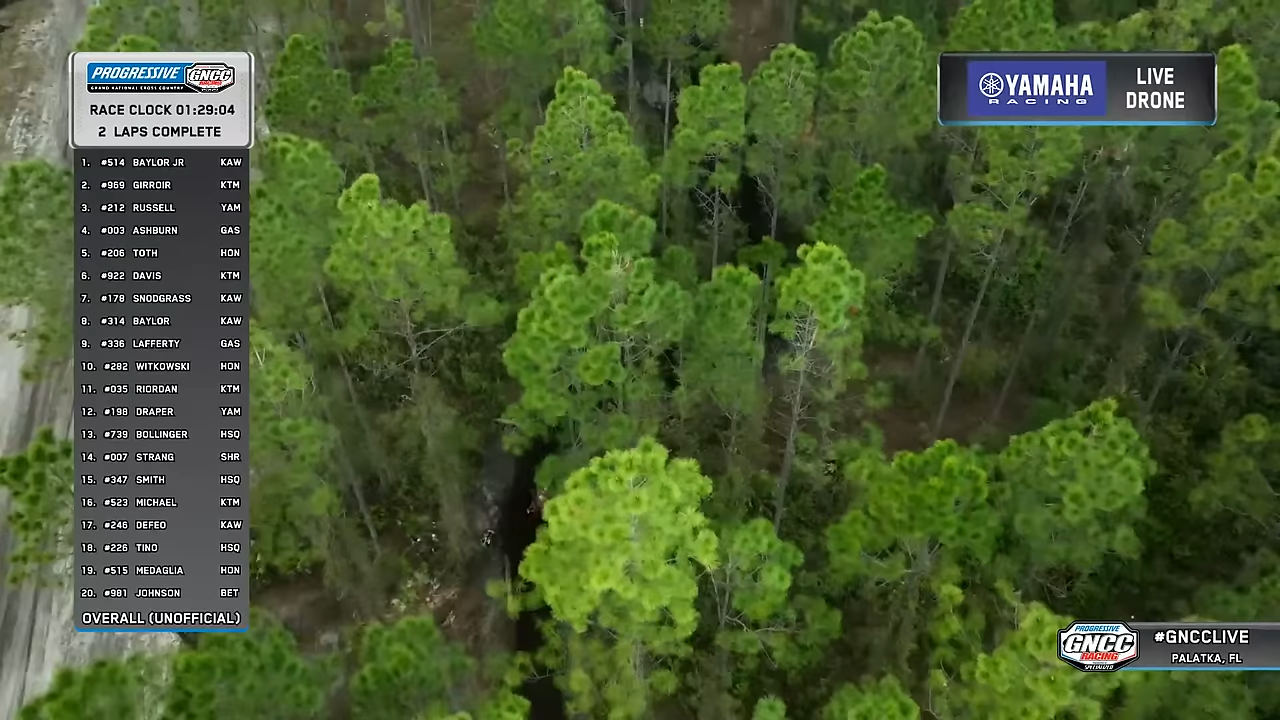 PROGRESSIVE GNCC RACING
GRAND NATIONAL CROSS COUNTRY
RACE CLOCK 01:29:04
2 LAPS COMPLETE
1. #514 BAYLOR JR KAW
2. #969 GIRROIR KTM
3. #212 RUSSELL YAM
4. #003 ASHBURN GAS
5. #206 TOTH HON
6. #922 DAVIS KTM
7. #178 SNODGRASS KAW
8. #314 BAYLOR KAW
9. #336 LAFFERTY GAS
10. #282 WITKOWSKI HON
11. #035 RIORDAN KTM
12. #198 DRAPER YAM
13. #739 BOLLINGER HSQ
14. #007 STRANG SHR
15. #347 SMITH HSQ
16. #523 MICHAEL KTM
17. #246 DEFEO KAW
18. #226 TINO HSQ
19. #515 MEDAGLIA HON
20. #981 JOHNSON BET
OVERALL (UNOFFICIAL)
YAMAHA
RACING
LIVE
DRONE
PROGRESSIVE
GNCC
RACING
SPECIALIZED
#GNCCLIVE
PALATKA, FL